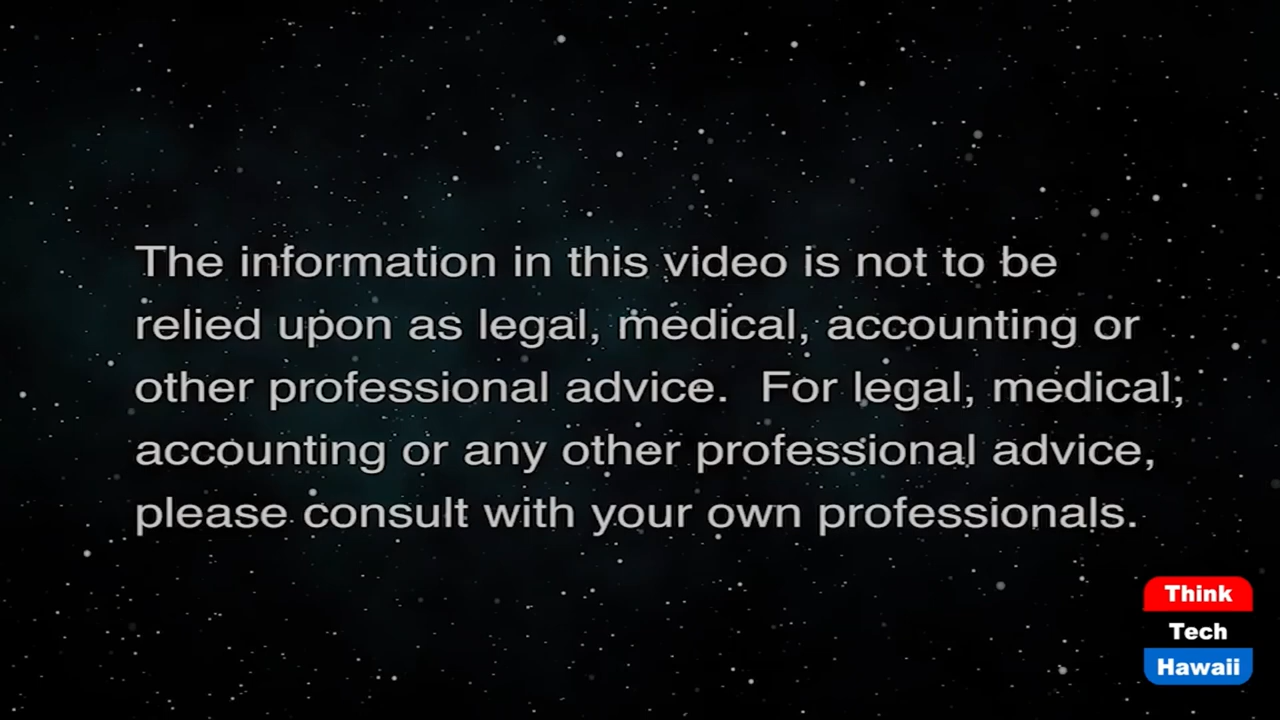 The information in this video is not to be
relied upon as legal, medical, accounting or
other professional advice.  For legal, medical,
accounting or any other professional advice,
please consult with your own professionals.
Think
Tech
Hawaii